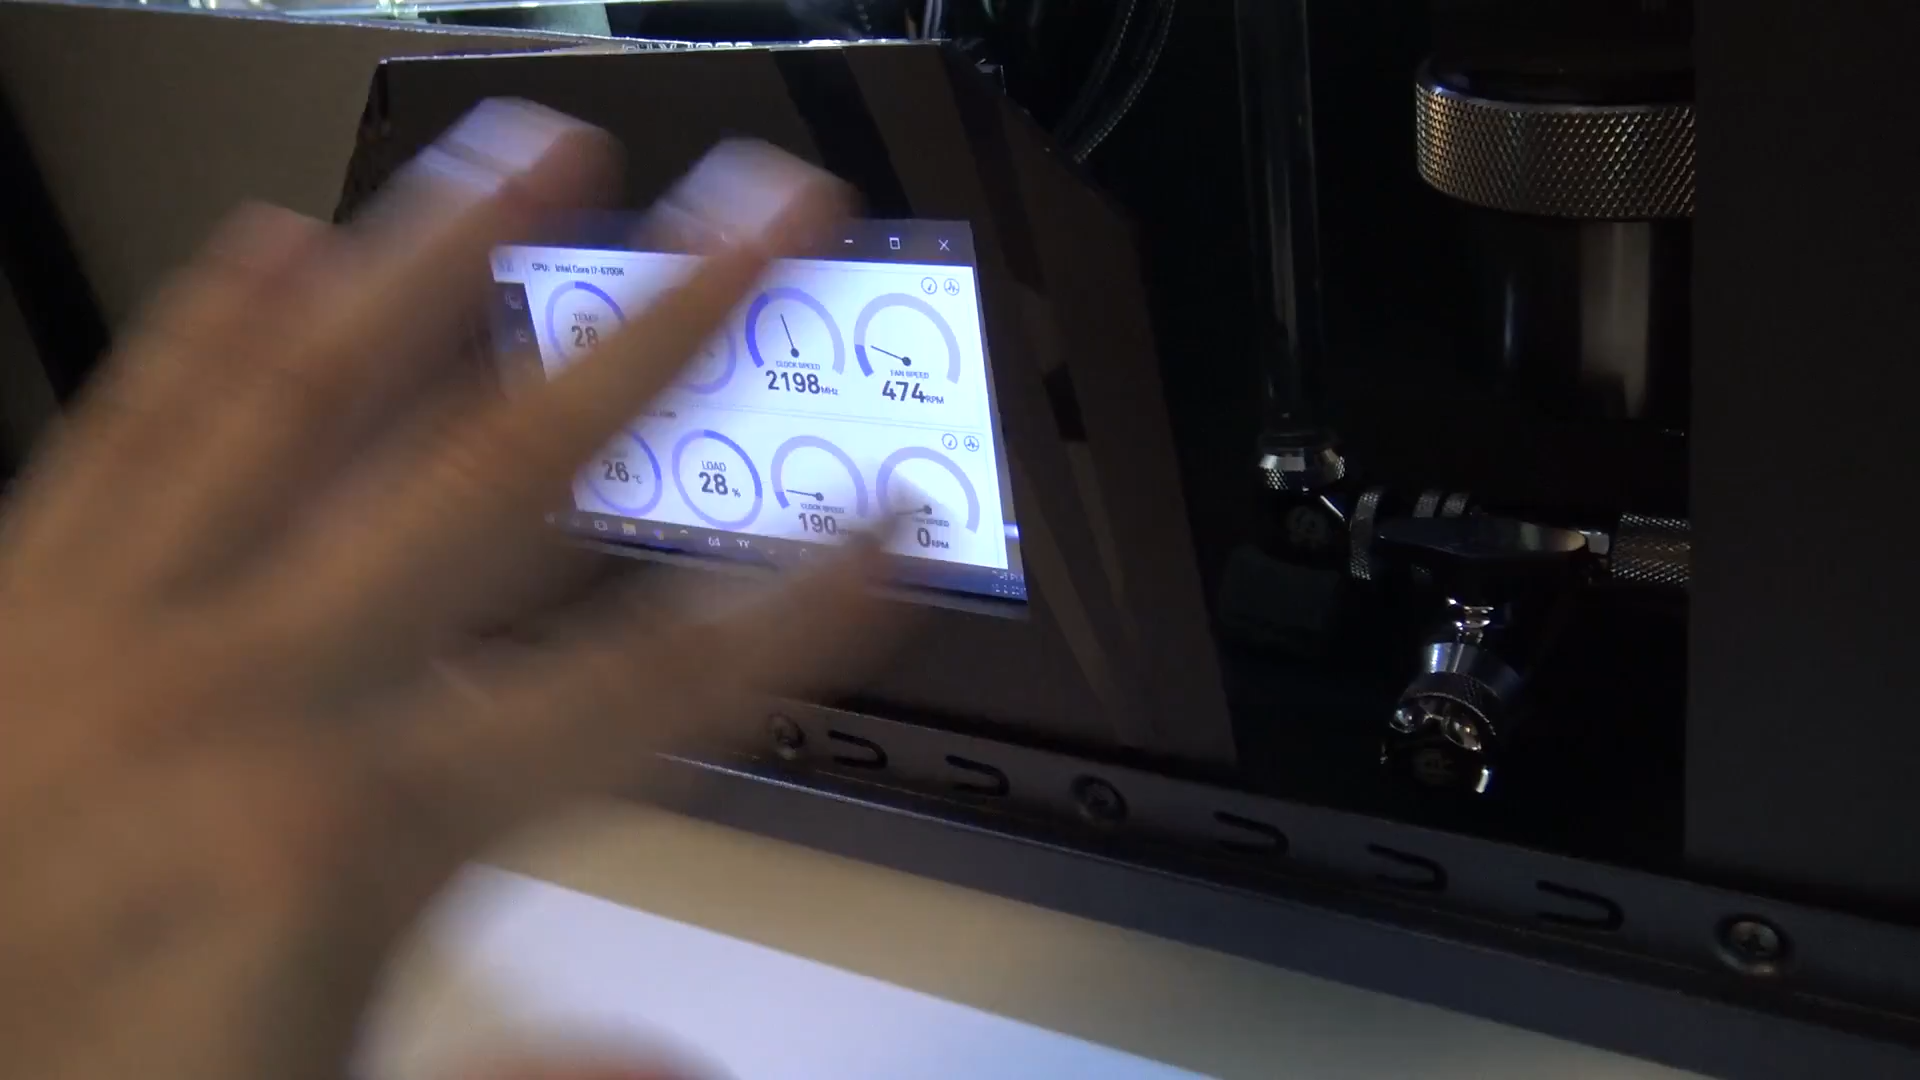 CPU: Intel Core i7-6700K
TEMP
28
CLOCK SPEED
2198 MHz
FAN SPEED
474 RPM
26 °C
LOAD
28 %
CLOCK SPEED
190
0 RPM